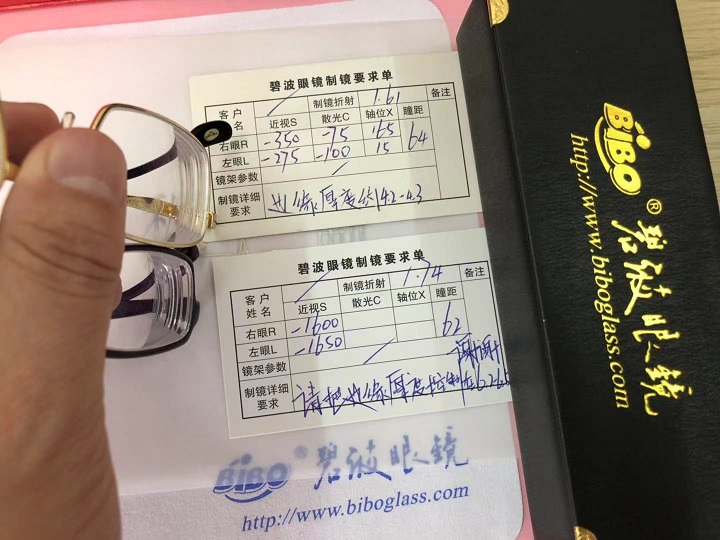 碧波眼镜制镜要求单
客户 制镜折射 1.61 备注
名 近视S 散光C 轴位X 瞳距
右眼R -350 -75 165 64
左眼L -275 -100 15
镜架参数
制镜详细要求 边缘厚度约4.2-4.3
碧波眼镜制镜要求单
客户 制镜折射 1.74 备注
姓名 近视S 散光C 轴位X 瞳距
右眼R -1600 62
左眼L -1650
镜架参数
谢谢
制镜详细要求 请把边缘厚度控制在6.2
BiBO ® 碧波眼镜
http://www.biboglass.com
BiBO ® 碧波眼镜
http://www.biboglass.com